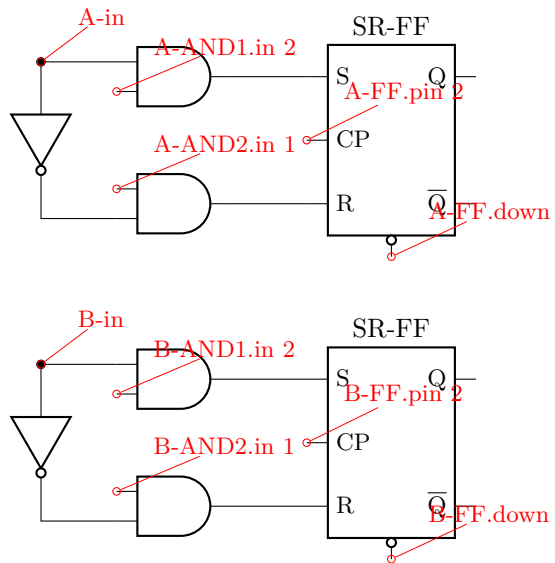 A-in
SR-FF
A-AND1.in 2
S
Q
A-FF.pin 2
CP
A-AND2.in 1
R
Q̅
A-FF.down
B-in
SR-FF
B-AND1.in 2
S
Q
B-FF.pin 2
CP
B-AND2.in 1
R
Q̅
B-FF.down